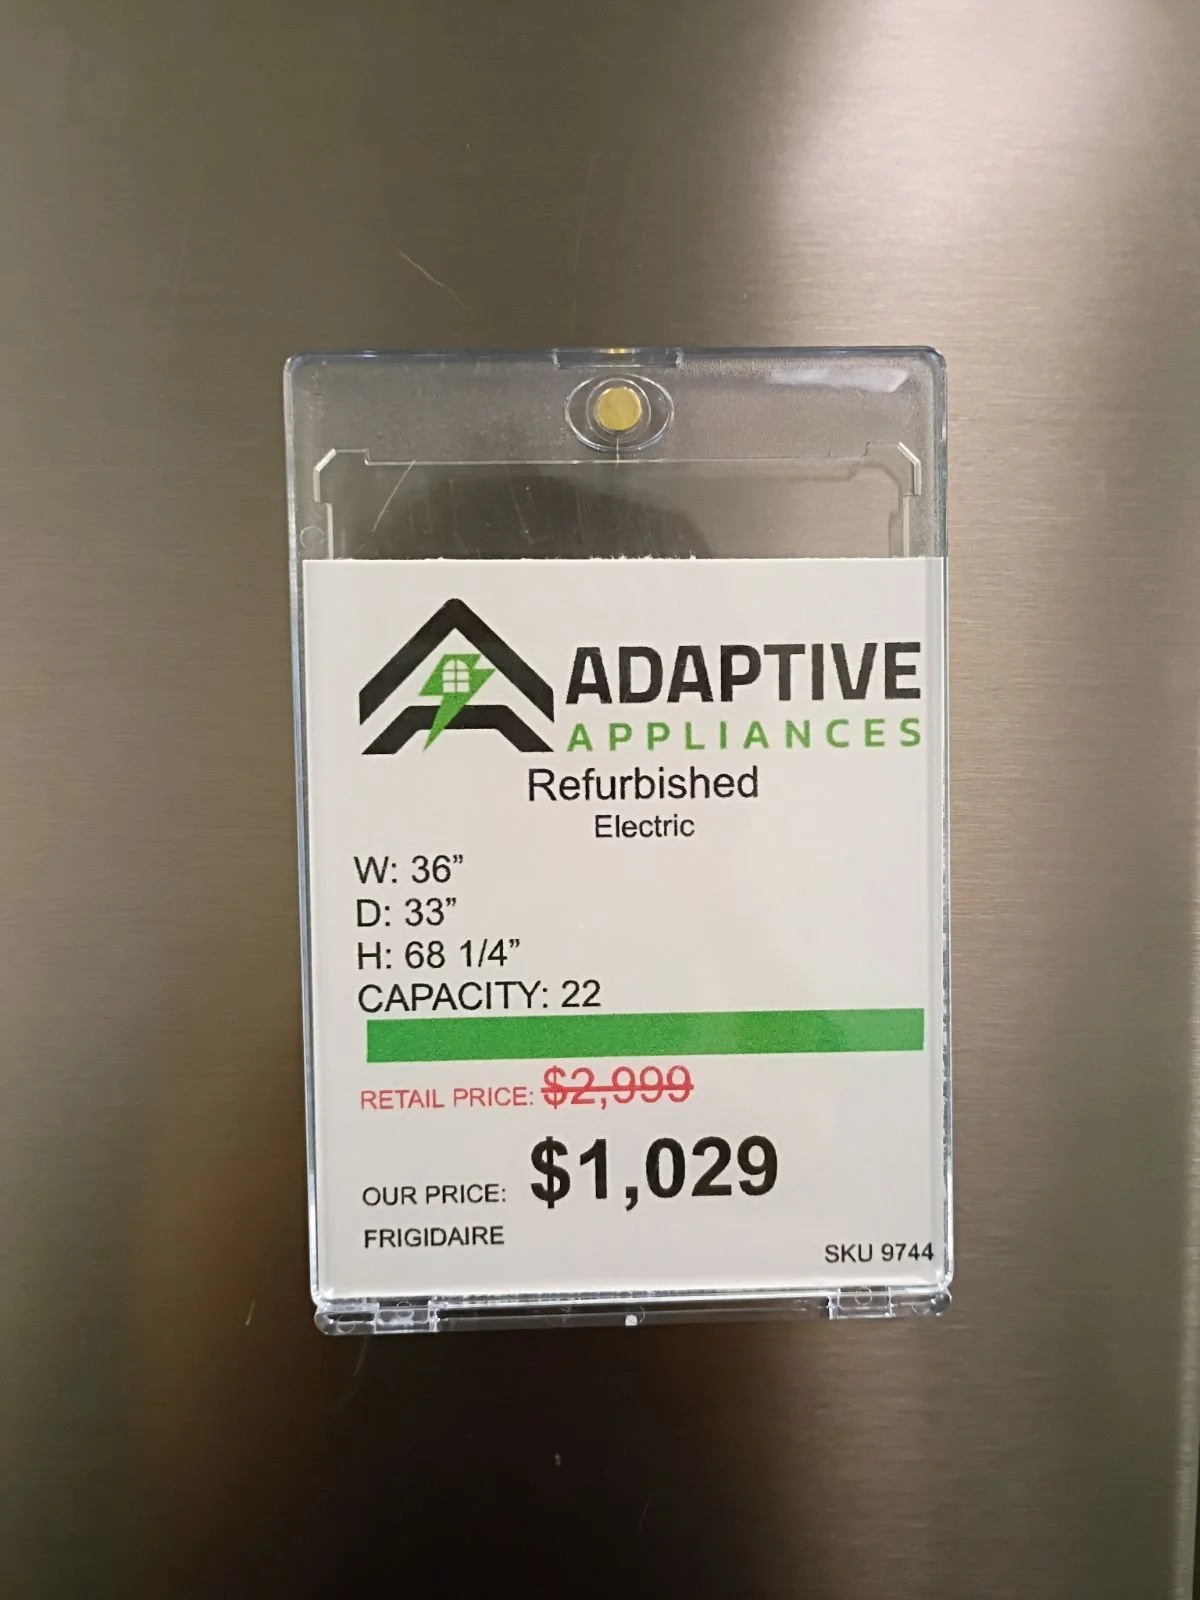 ADAPTIVE
APPLIANCES
Refurbished
Electric
W: 36”
D: 33”
H: 68 1/4”
CAPACITY: 22
RETAIL PRICE: $2,999
OUR PRICE: $1,029
FRIGIDAIRE
SKU 9744